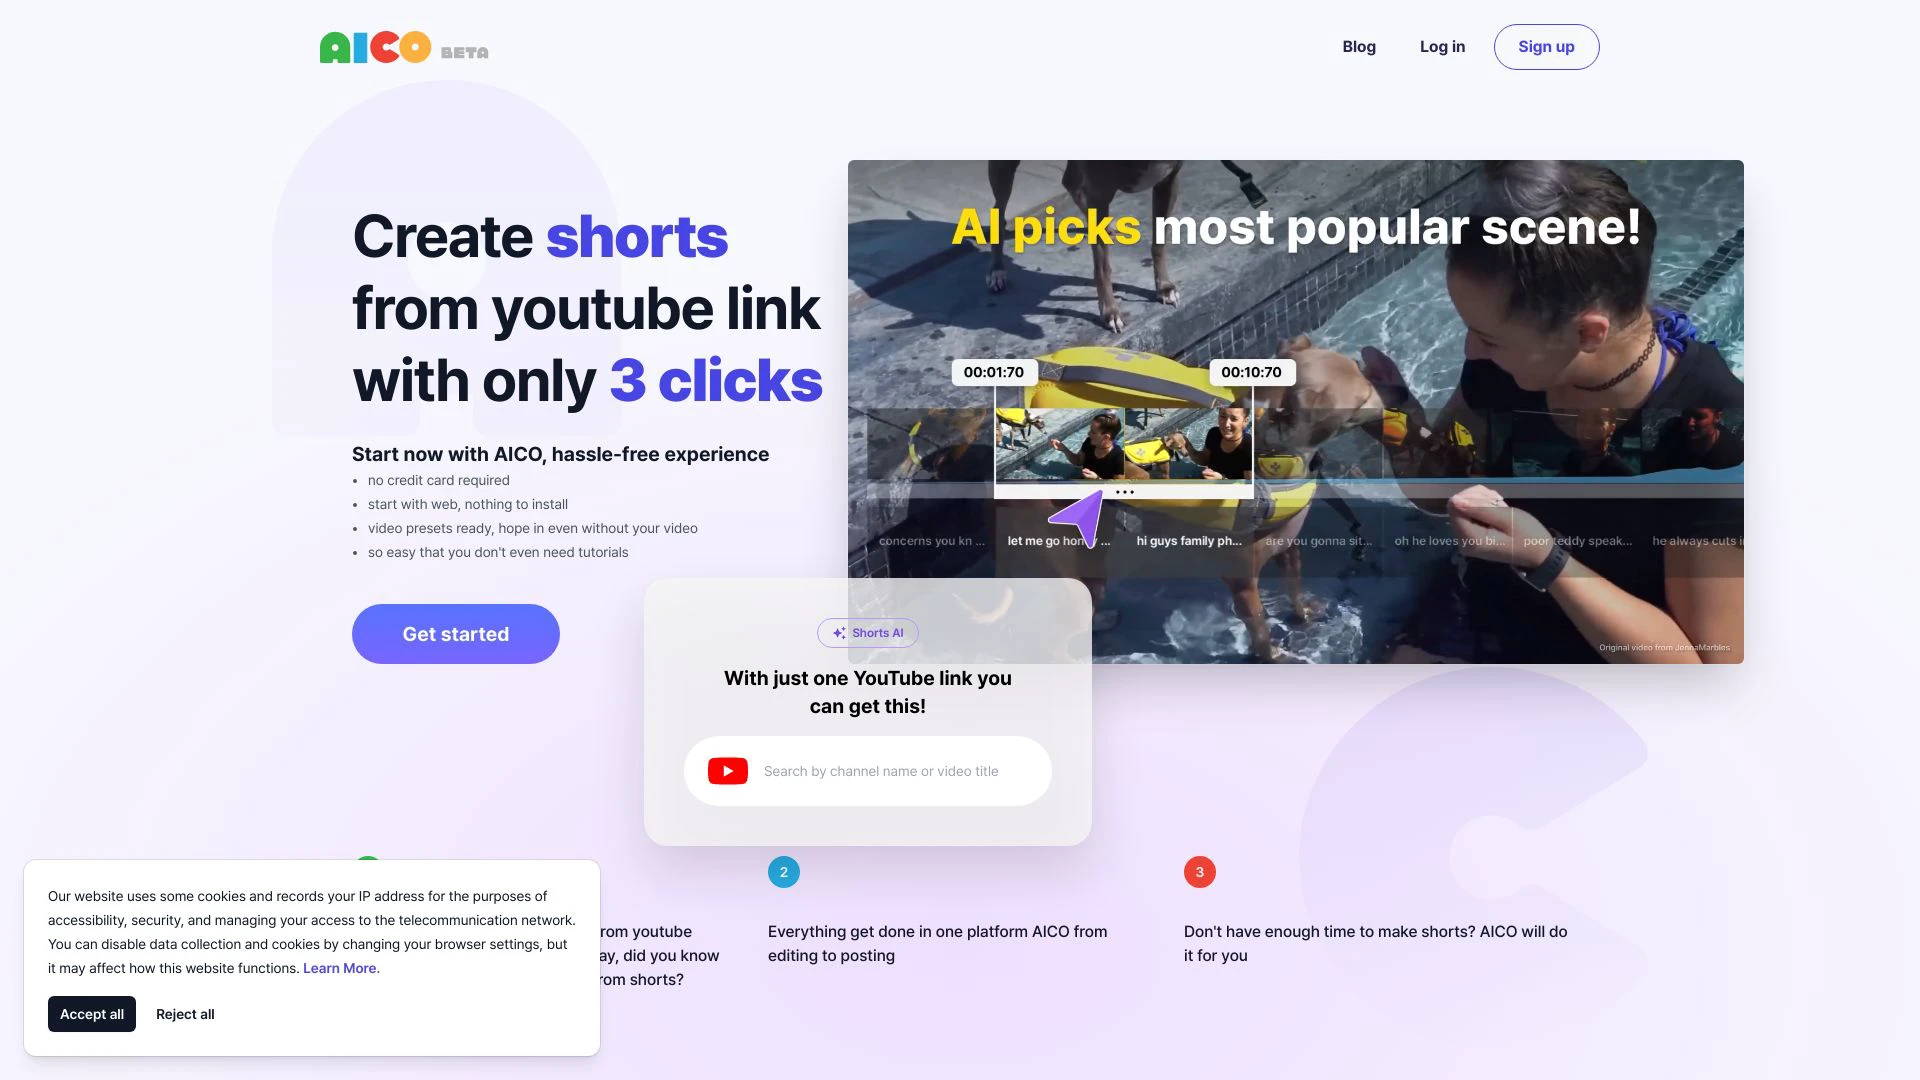 AICO BETA
Blog
Log in
Sign up
Create shorts
from youtube link
with only 3 clicks
Start now with AICO, hassle-free experience
• no credit card required
• start with web, nothing to install
• video presets ready, hope in even without your video
• so easy that you don't even need tutorials
Get started
AI picks most popular scene!
00:01:70
00:10:70
concerns you kn ...
let me go honey ...
hi guys family ph...
are you gonna sit...
oh he loves you bi...
poor teddy speak...
he always cuts
Original video from JennaMarbles
Shorts AI
With just one YouTube link you
can get this!
Search by channel name or video title
rom youtube
ay, did you know
rom shorts?
2
Everything get done in one platform AICO from
editing to posting
3
Don't have enough time to make shorts? AICO will do
it for you
Our website uses some cookies and records your IP address for the purposes of
accessibility, security, and managing your access to the telecommunication network.
You can disable data collection and cookies by changing your browser settings, but
it may affect how this website functions. Learn More.
Accept all
Reject all